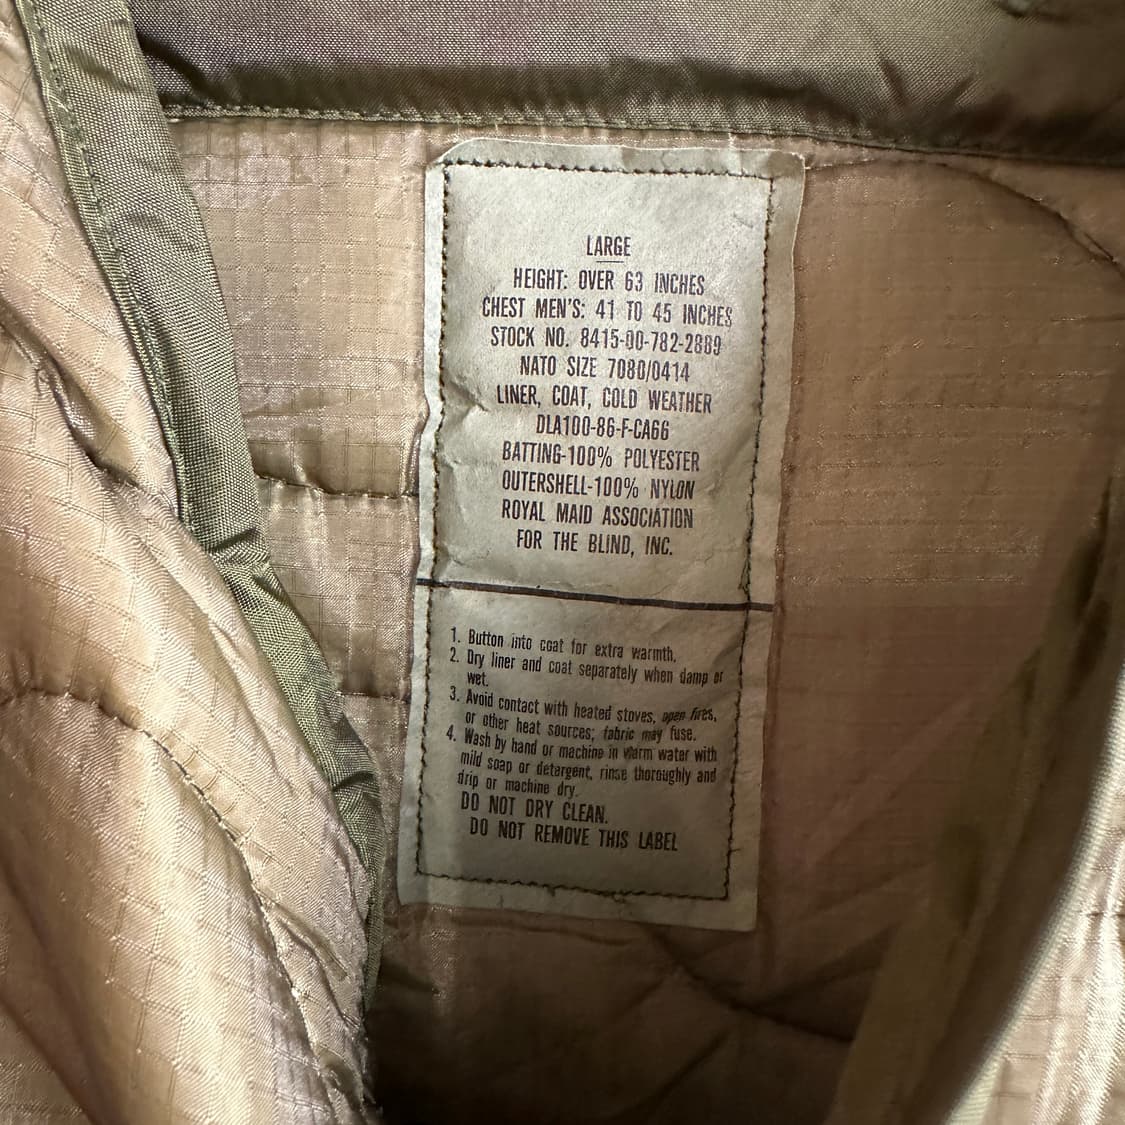 LARGE
HEIGHT: OVER 63 INCHES
CHEST MEN'S: 41 TO 45 INCHES
STOCK NO. 8415-00-782-2889
NATO SIZE 7080/0414
LINER, COAT, COLD WEATHER
DLA100-86-F-CA66
BATTING-100% POLYESTER
OUTERSHELL-100% NYLON
ROYAL MAID ASSOCIATION
FOR THE BLIND, INC.
1. Button into coat for extra warmth.
2. Dry liner and coat separately when damp or
wet.
3. Avoid contact with heated stoves, open fires,
or other heat sources; fabric may fuse.
4. Wash by hand or machine in warm water with
mild soap or detergent, rinse thoroughly and
drip or machine dry.
DO NOT DRY CLEAN.
DO NOT REMOVE THIS LABEL